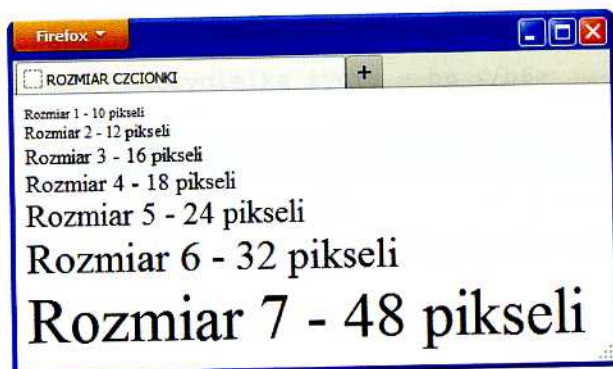 Firefox
ROZMIAR CZCIONKI
+
Rozmiar 1 - 10 pikseli
Rozmiar 2 - 12 pikseli
Rozmiar 3 - 16 pikseli
Rozmiar 4 - 18 pikseli
Rozmiar 5 - 24 pikseli
Rozmiar 6 - 32 pikseli
Rozmiar 7 - 48 pikseli